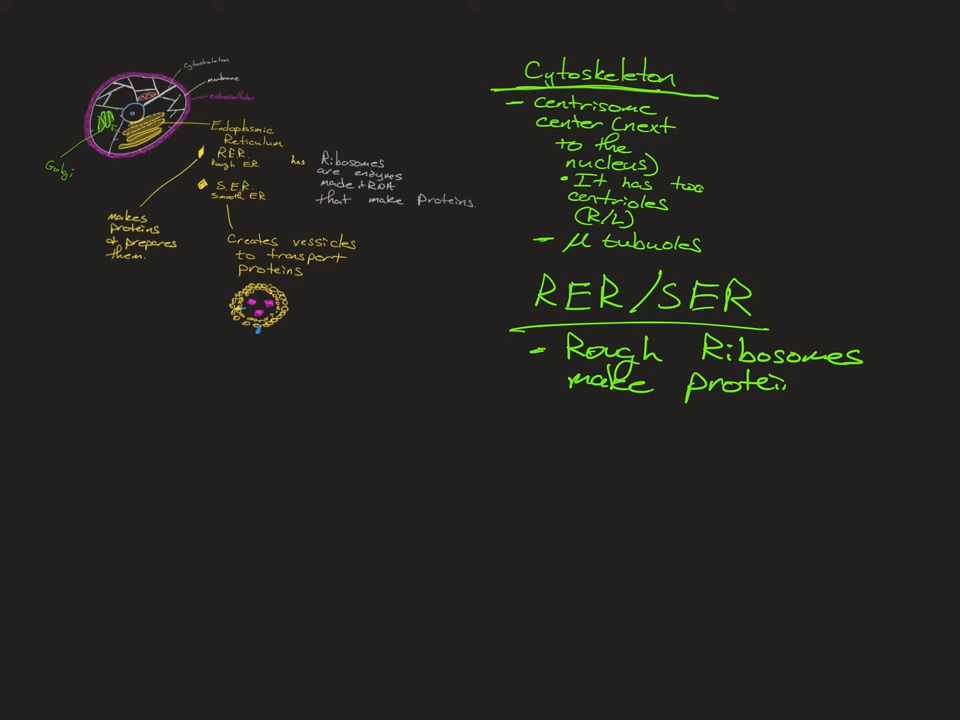 cytoskeleton
membrane
extracellular
Golgi
Endoplasmic
Reticulum
RER.
Rough ER
has
Ribosomes
are enzymes
made + RNA
that make Proteins.
S.E.R.
Smooth ER
makes
proteins
& prepares
them.
Creates vessicles
to transport
proteins
Cytoskeleton
- centrisome
center (next
to the
nucleus)
• It has two
centrioles
(R/L)
- μ tubuoles
RER/SER
- Rough Ribosomes
make protei